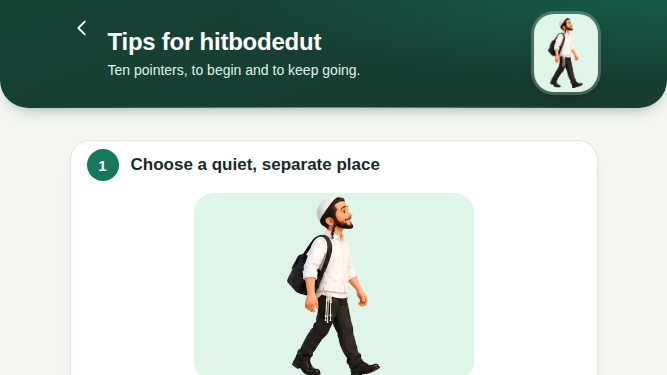 Tips for hitbodedut
Ten pointers, to begin and to keep going.
1 Choose a quiet, separate place